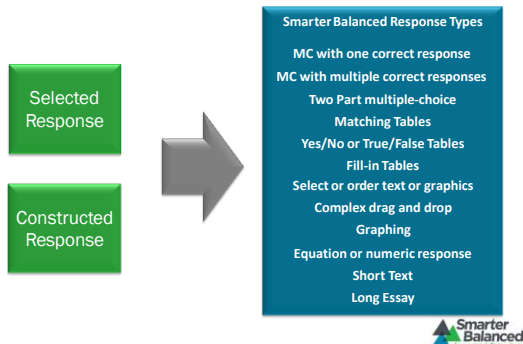 Selected
Response
Constructed
Response
Smarter Balanced Response Types
MC with one correct response
MC with multiple correct responses
Two Part multiple-choice
Matching Tables
Yes/No or True/False Tables
Fill-in Tables
Select or order text or graphics
Complex drag and drop
Graphing
Equation or numeric response
Short Text
Long Essay
Smarter
Balanced